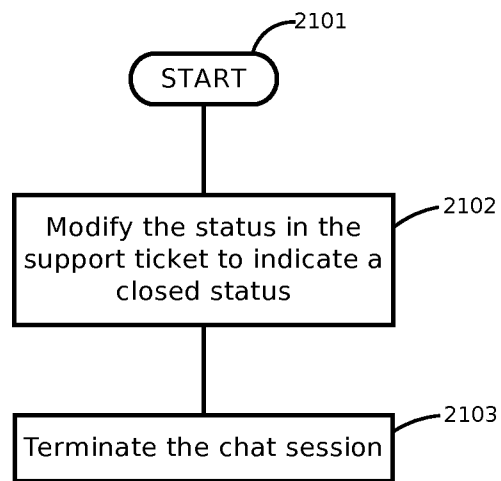 2101
START
2102
Modify the status in the
support ticket to indicate a
closed status
2103
Terminate the chat session